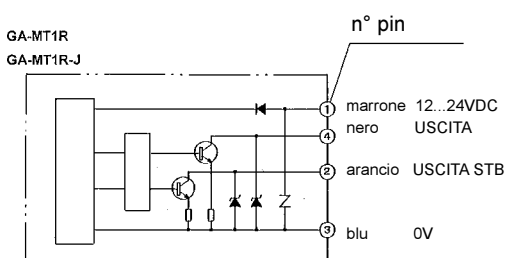 n° pin
GA-MT1R
GA-MT1R-J
1 marrone 12...24VDC
4 nero USCITA
2 arancio USCITA STB
3 blu 0V